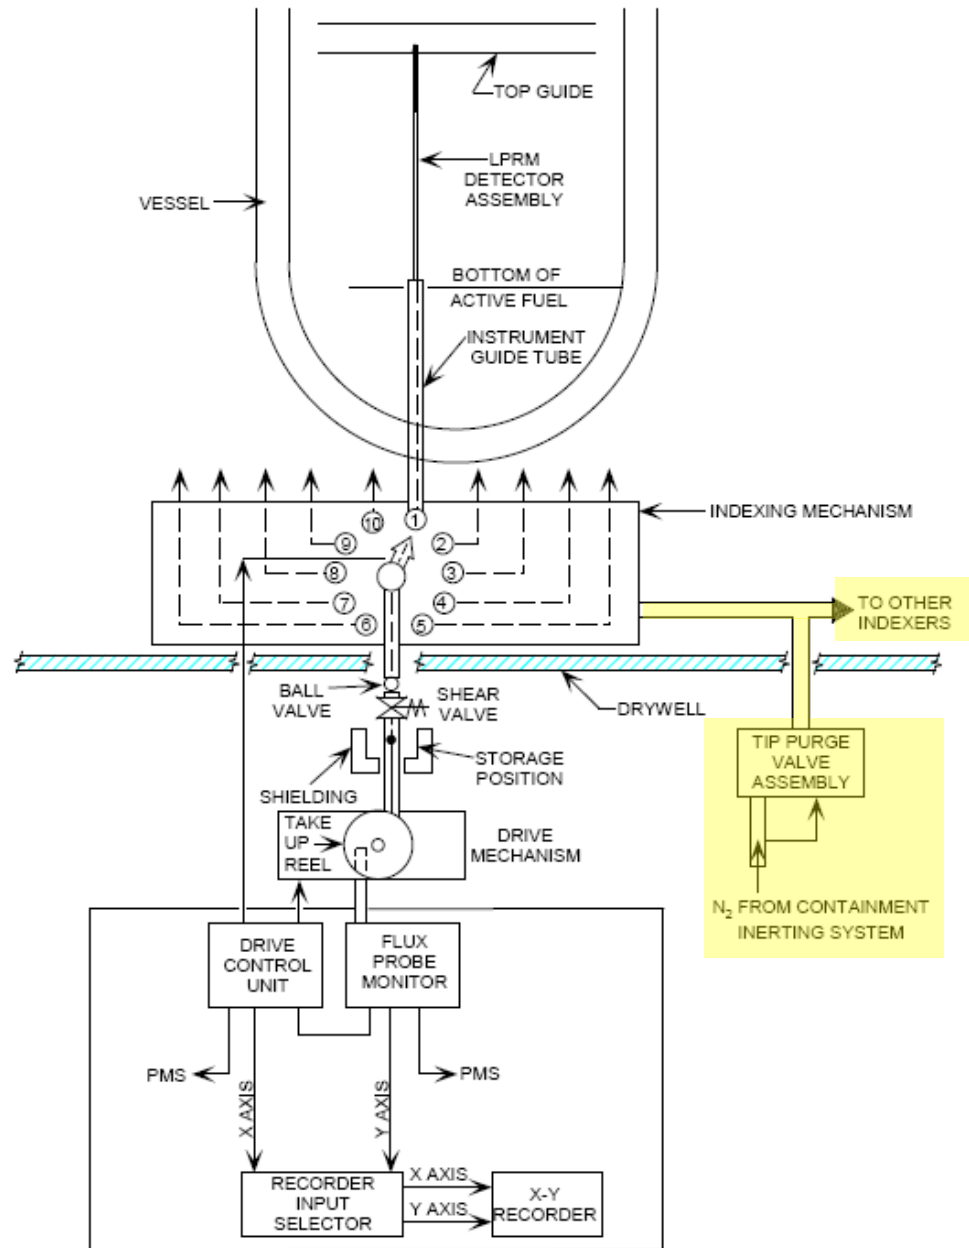 TOP GUIDE
LPRM
DETECTOR
ASSEMBLY
VESSEL
BOTTOM OF
ACTIVE FUEL
INSTRUMENT
GUIDE TUBE
INDEXING MECHANISM
10
1
9
2
8
3
7
4
6
5
TO OTHER
INDEXERS
BALL
VALVE
SHEAR
VALVE
DRYWELL
STORAGE
POSITION
SHIELDING
TIP PURGE
VALVE
ASSEMBLY
TAKE
UP
REEL
DRIVE
MECHANISM
N2 FROM CONTAINMENT
INERTING SYSTEM
DRIVE
CONTROL
UNIT
FLUX
PROBE
MONITOR
PMS
X AXIS
Y AXIS
PMS
RECORDER
INPUT
SELECTOR
X AXIS
Y AXIS
X-Y
RECORDER